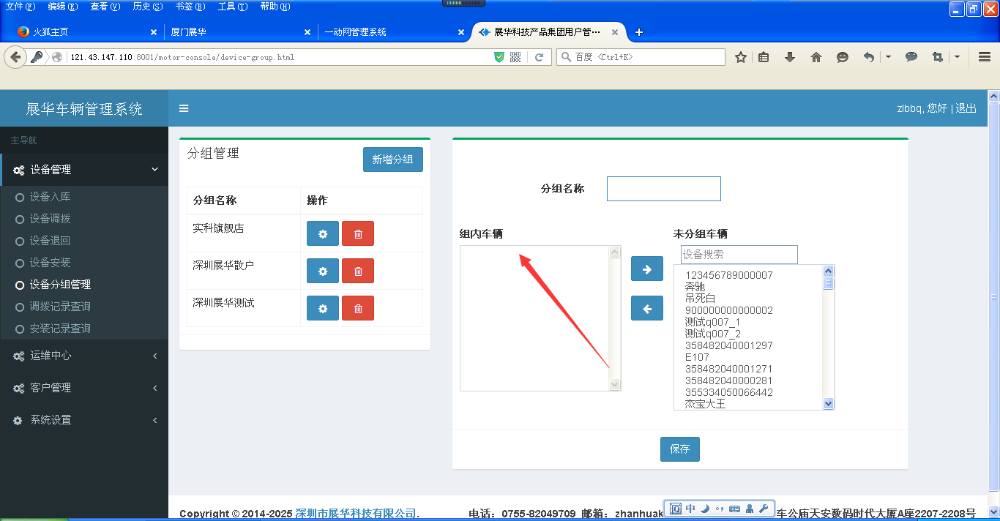 文件(F) 编辑(E) 查看(V) 历史(S) 书签(B) 工具(T) 帮助(H)
火狐主页 厦门展华 一动网管理系统 展华科技产品集团用户管···
121.43.147.110:8001/motor-console/device-group.html 百度 <Ctrl+K>
展华车辆管理系统
zlbbq, 您好 | 退出
主导航
设备管理
设备入库
设备调拨
设备退回
设备安装
设备分组管理
调拨记录查询
安装记录查询
运维中心
客户管理
系统设置
分组管理
新增分组
分组名称 操作
实科旗舰店
深圳展华散户
深圳展华测试
分组名称
组内车辆
未分组车辆
设备搜索
123456789000007
奔驰
吊死白
900000000000002
测试q007_1
测试q007_2
358482040001297
E107
358482040001271
358482040000281
355334050066442
杰宝大王
保存
Copyright © 2014-2025 深圳市展华科技有限公司. 电话：0755-82049709 邮箱：zhanhuak
中
车公庙天安数码时代大厦A座2207-2208号